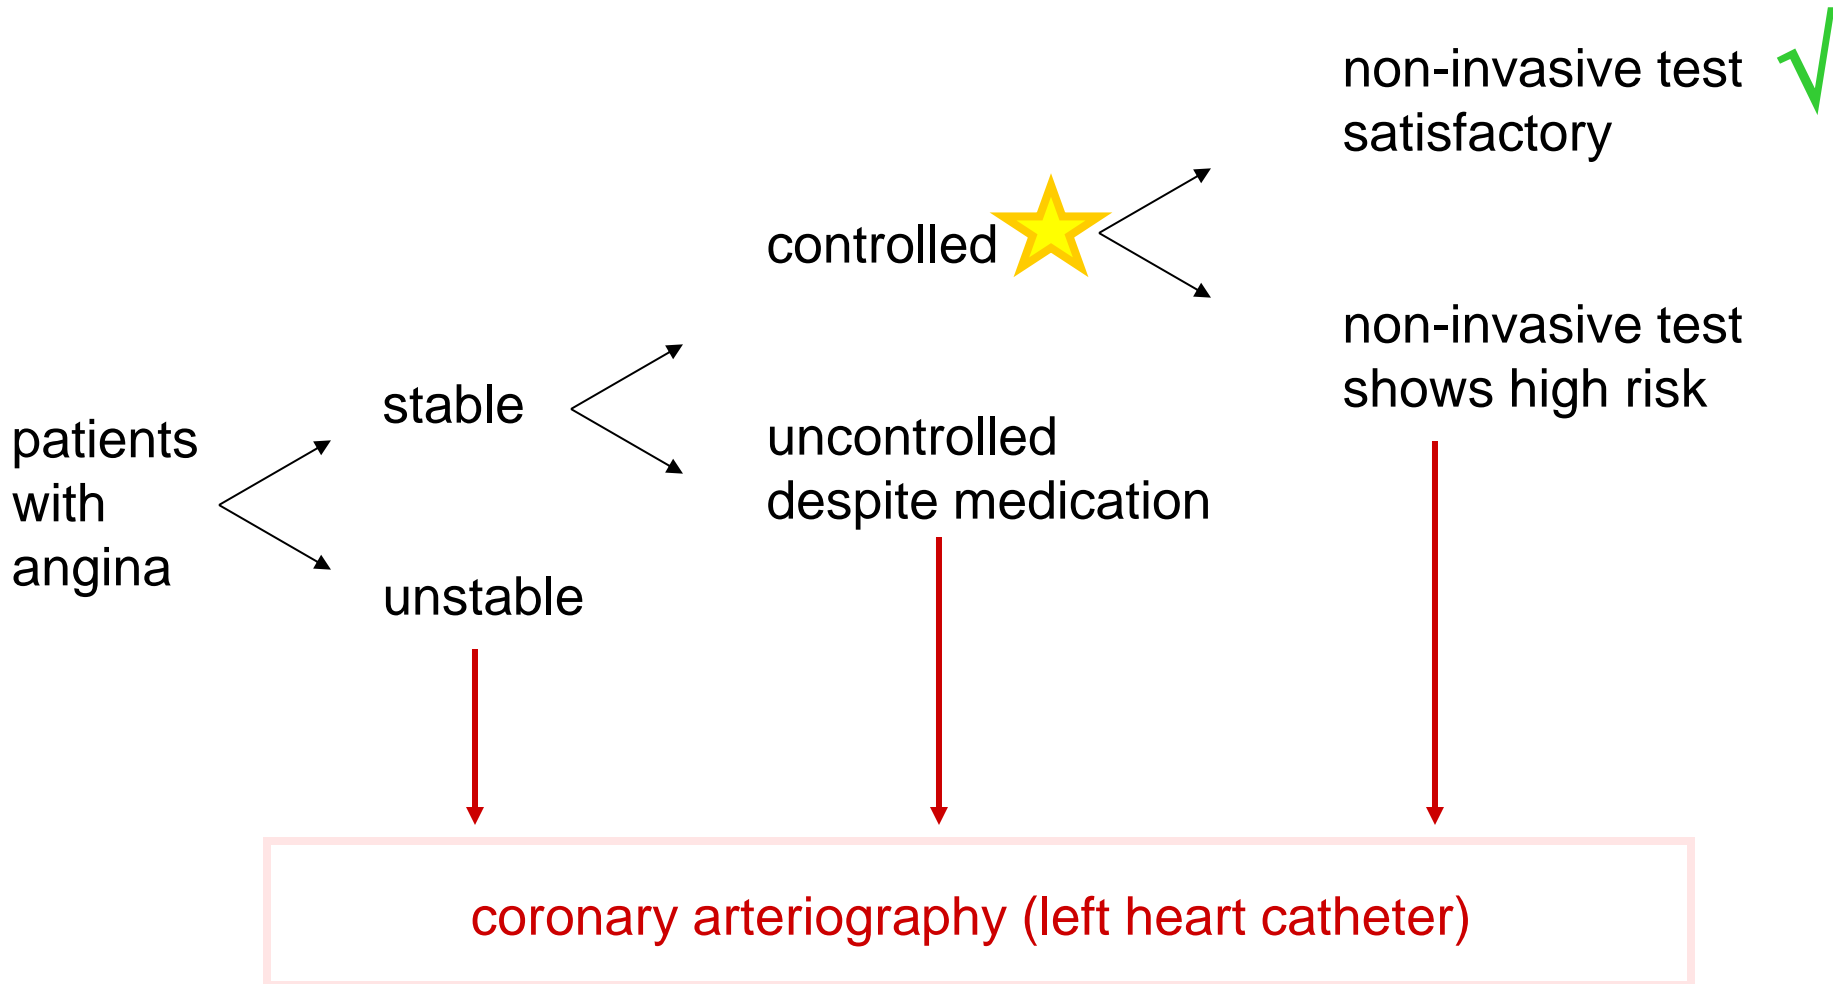 patients
with
angina
stable
unstable
controlled
uncontrolled
despite medication
non-invasive test
satisfactory
non-invasive test
shows high risk
coronary arteriography (left heart catheter)